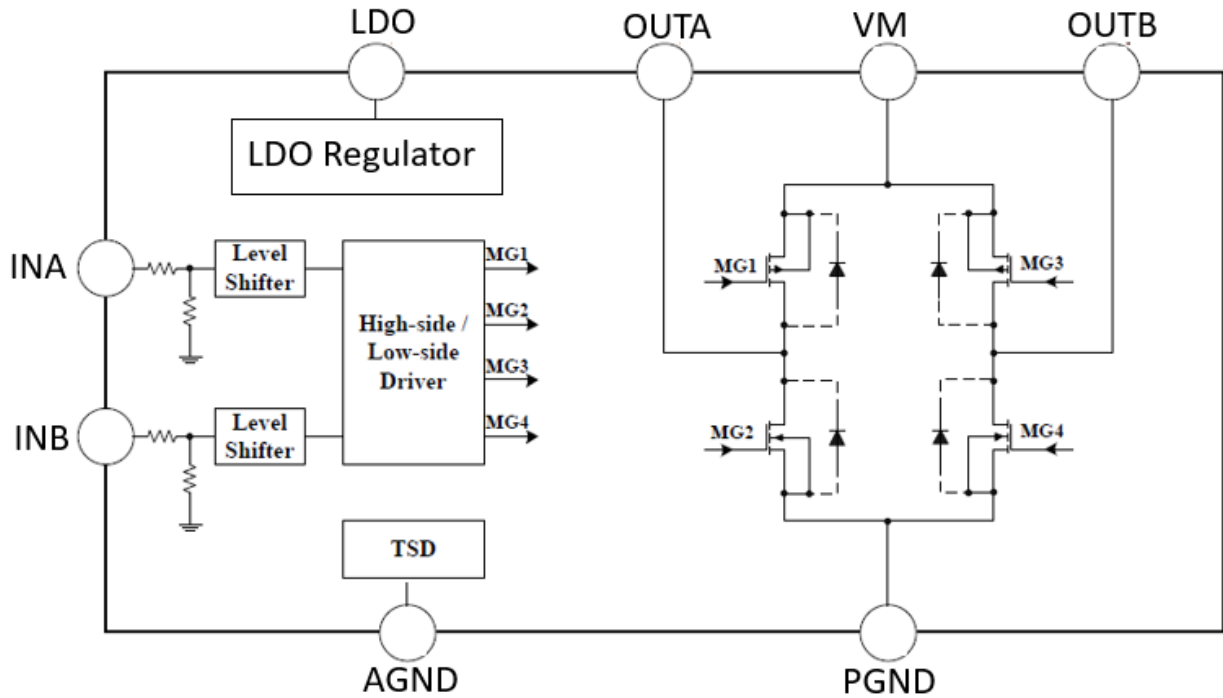 LDO
OUTA
VM
OUTB
LDO Regulator
INA
Level
Shifter
MG1
MG2
MG3
MG4
High-side /
Low-side
Driver
INB
Level
Shifter
MG1
MG3
MG2
MG4
TSD
AGND
PGND